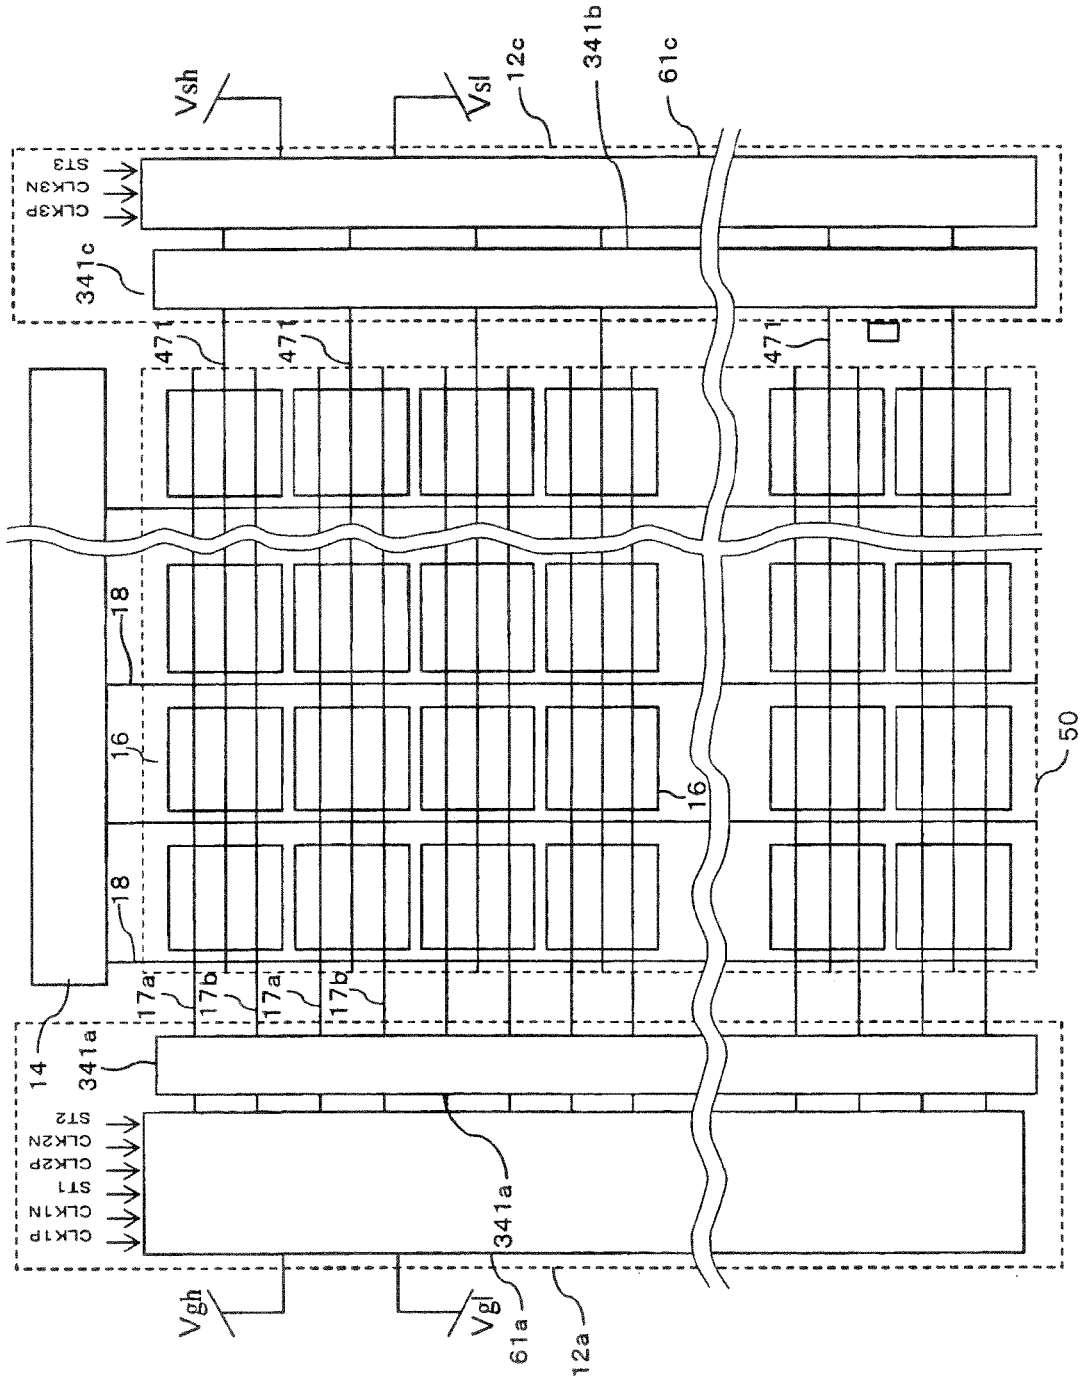 Vsh
Vsl
12c
341b
61c
ST3
CLK3N
CLK3P
341c
471
471
471
18
16
16
50
18
17a
17b
17a
17b
14
341a
ST2
CLK2N
CLK2P
ST1
CLK1N
CLK1P
341a
Vgh
Vgl
61a
12a